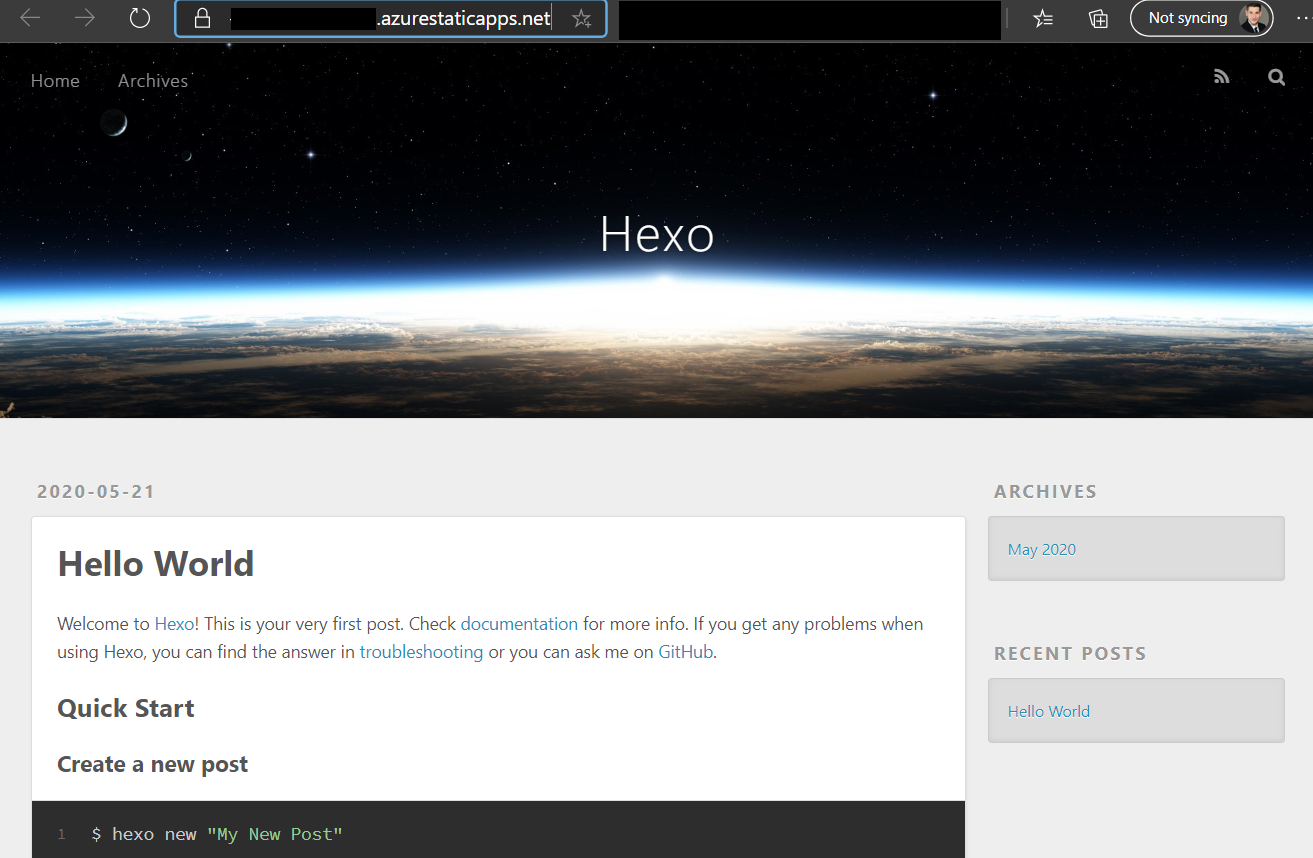 .azurestaticapps.net
Not syncing
Home
Archives
Hexo
2020-05-21
Hello World
Welcome to Hexo! This is your very first post. Check documentation for more info. If you get any problems when
using Hexo, you can find the answer in troubleshooting or you can ask me on GitHub.
Quick Start
Create a new post
1 $ hexo new "My New Post"
ARCHIVES
May 2020
RECENT POSTS
Hello World